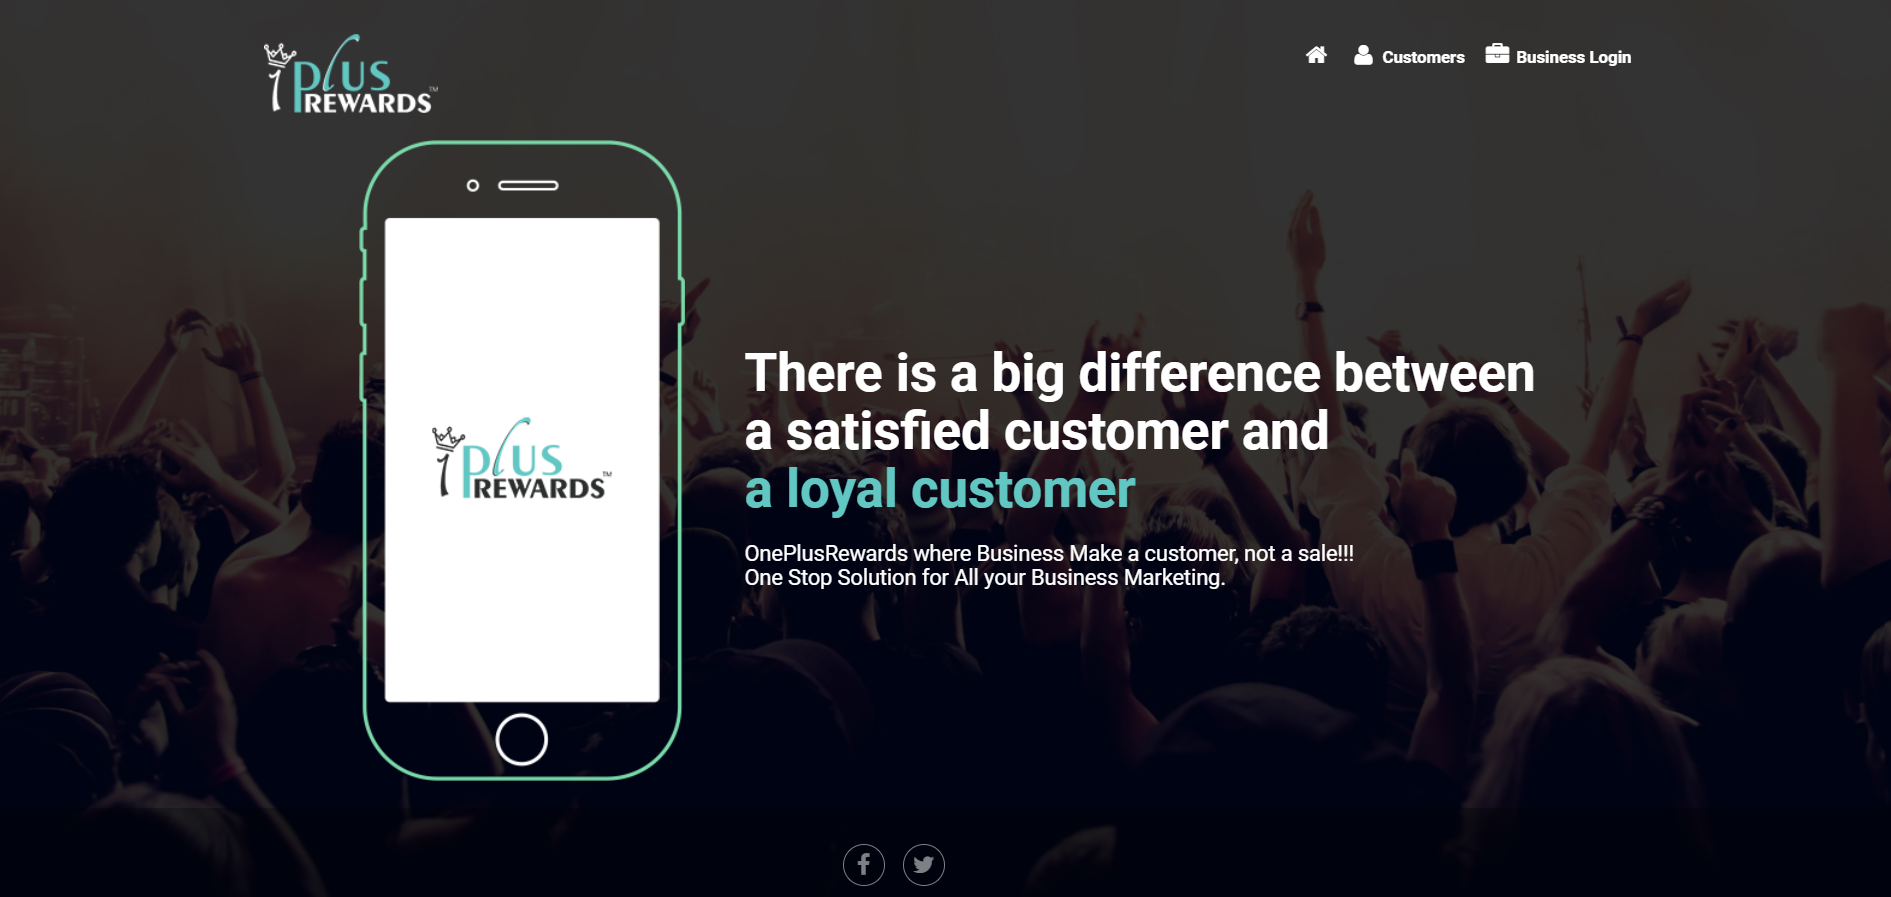 1 plus
REWARDS™
Customers
Business Login
1 plus
REWARDS™
There is a big difference between
a satisfied customer and
a loyal customer
OnePlusRewards where Business Make a customer, not a sale!!!
One Stop Solution for All your Business Marketing.